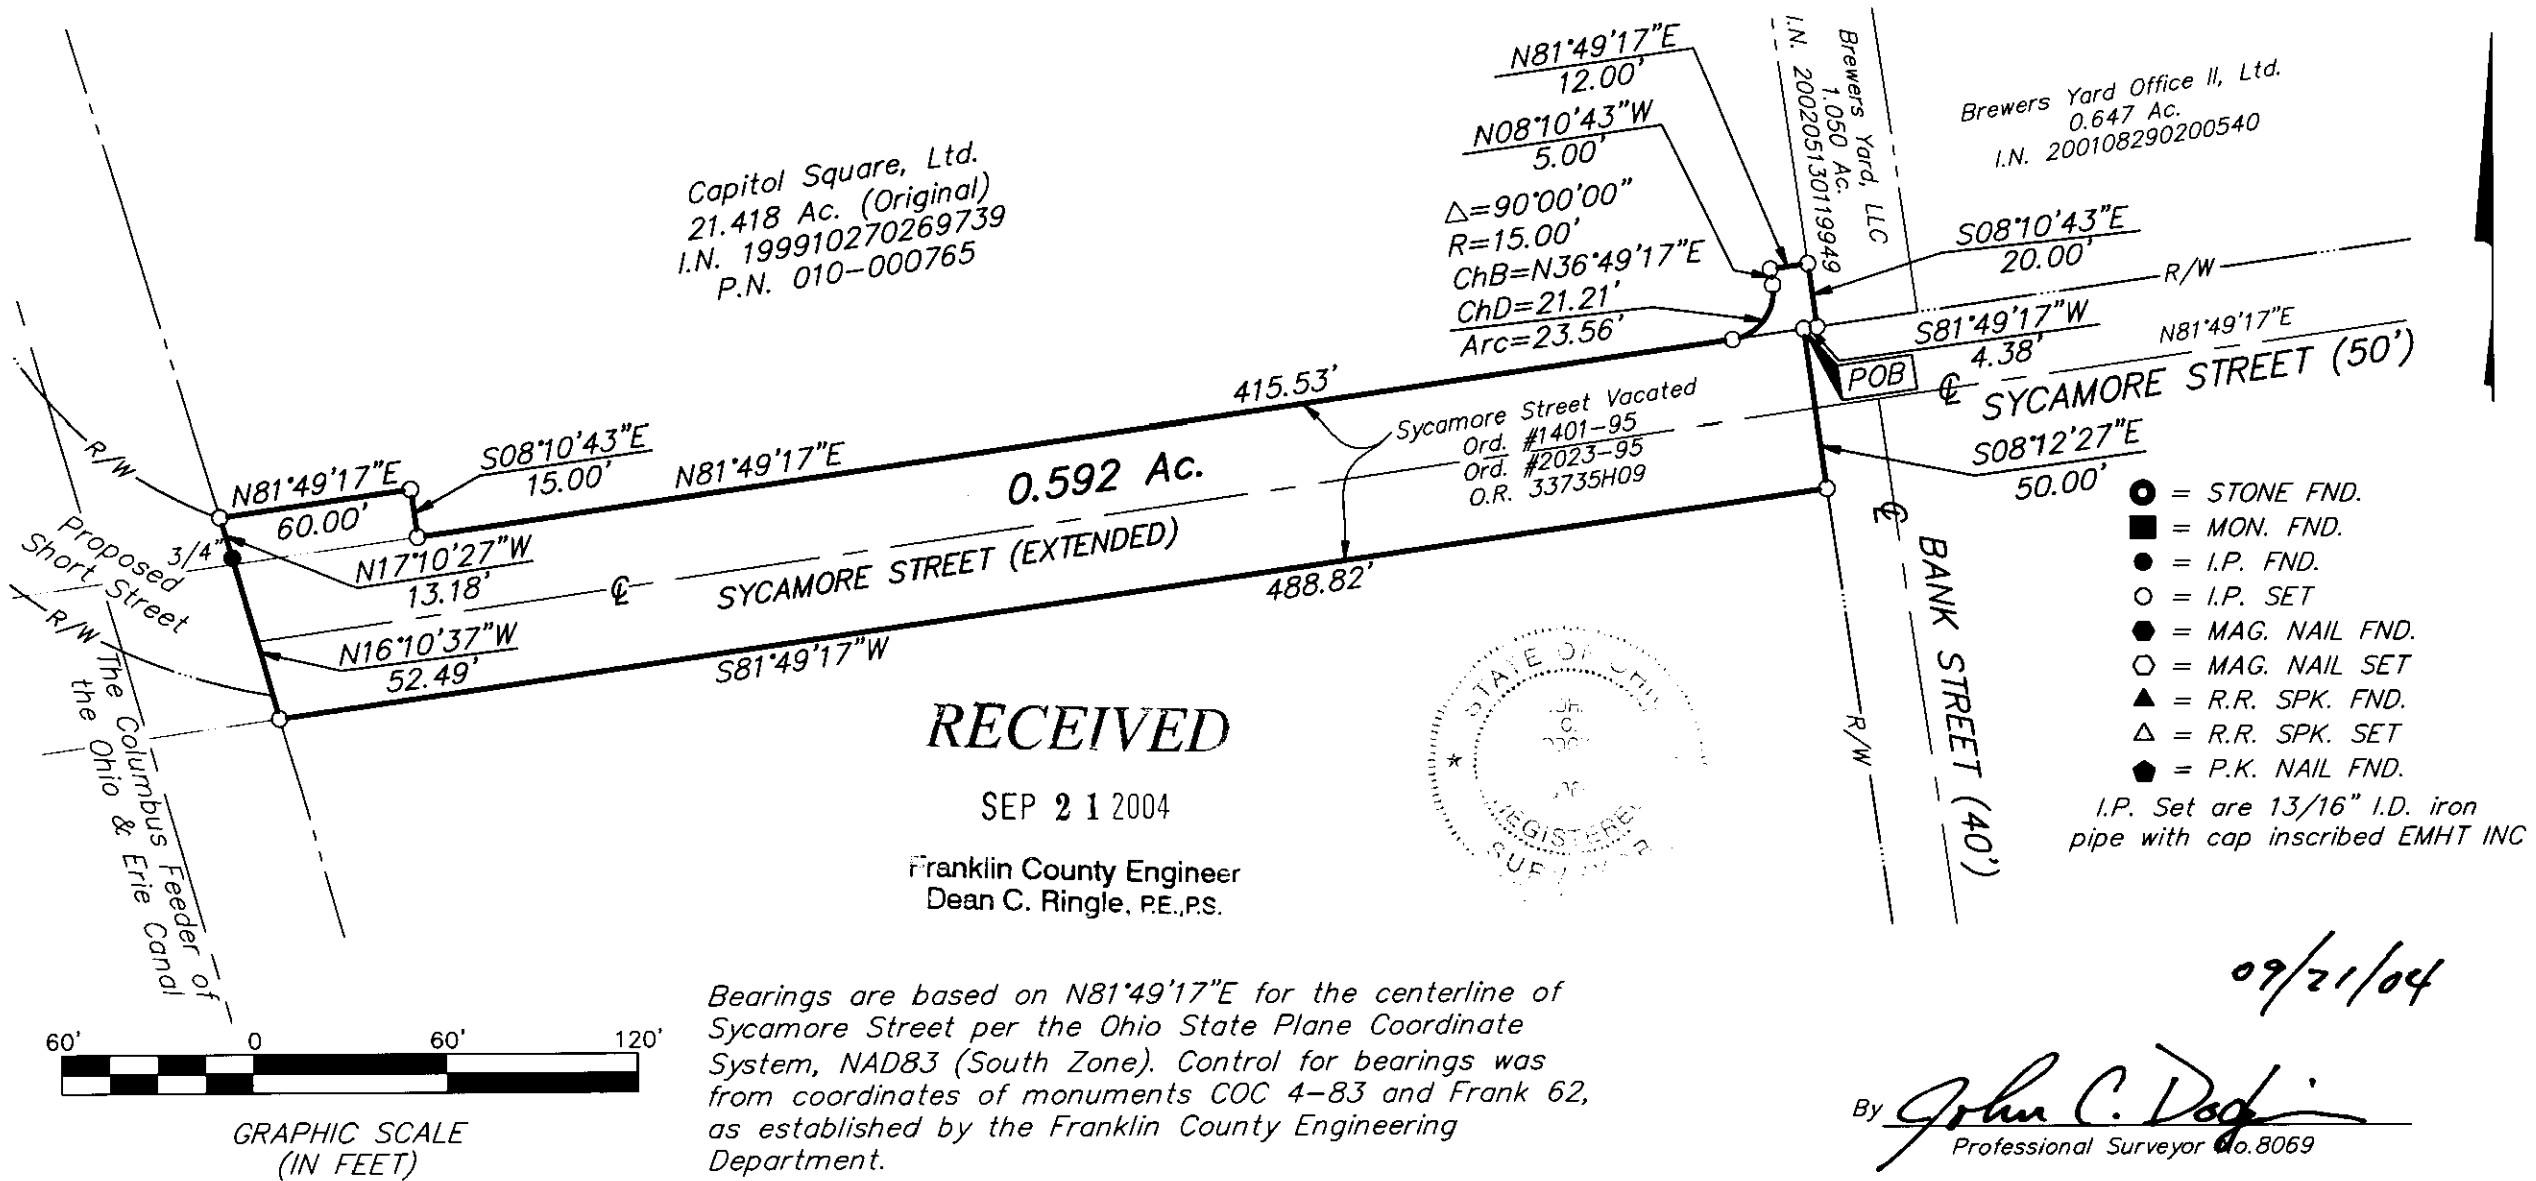 N81°49'17"E
12.00'
N08°10'43"W
5.00'
△=90°00'00"
R=15.00'
ChB=N36°49'17"E
ChD=21.21'
Arc=23.56'
I.N. 200205130119949
Brewers Yard, LLC
1.050 Ac.
Brewers Yard Office II, Ltd.
0.647 Ac.
I.N. 200108290200540
Capitol Square, Ltd.
21.418 Ac. (Original)
I.N. 199910270269739
P.N. 010-000765
S08°10'43"E
20.00'
R/W
S81°49'17"W
4.38'
N81°49'17"E
POB
℄
SYCAMORE STREET (50')
S08°12'27"E
50.00'
415.53'
Sycamore Street Vacated
Ord. #1401-95
Ord. #2023-95
O.R. 33735H09
R/W
N81°49'17"E
60.00'
S08°10'43"E
15.00'
N81°49'17"E
0.592 Ac.
3/4"
Proposed
Short Street
N17°10'27"W
13.18'
℄
SYCAMORE STREET (EXTENDED)
488.82'
R/W
N16°10'37"W
52.49'
S81°49'17"W
The Columbus Feeder of
the Ohio & Erie Canal
℄
BANK STREET (40')
R/W
= STONE FND.
= MON. FND.
= I.P. FND.
= I.P. SET
= MAG. NAIL FND.
= MAG. NAIL SET
= R.R. SPK. FND.
= R.R. SPK. SET
= P.K. NAIL FND.
I.P. Set are 13/16" I.D. iron
pipe with cap inscribed EMHT INC
RECEIVED
SEP 21 2004
Franklin County Engineer
Dean C. Ringle, P.E.,P.S.
STATE OF OHIO
REGISTERED
60' 0 60' 120'
GRAPHIC SCALE
(IN FEET)
Bearings are based on N81°49'17"E for the centerline of
Sycamore Street per the Ohio State Plane Coordinate
System, NAD83 (South Zone). Control for bearings was
from coordinates of monuments COC 4-83 and Frank 62,
as established by the Franklin County Engineering
Department.
09/21/04
By John C.
Professional Surveyor No.8069